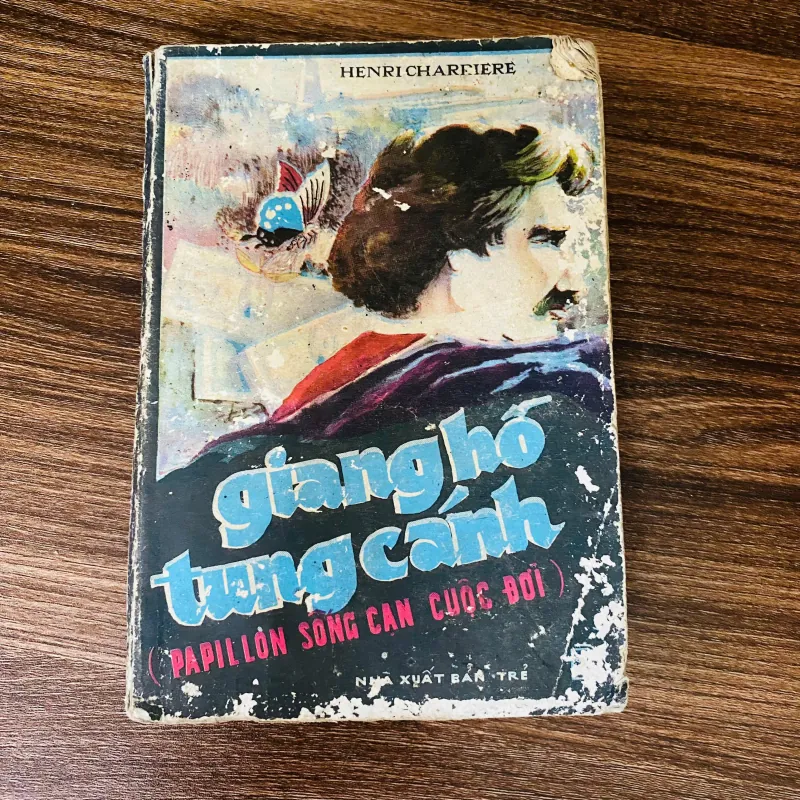 HENRI CHARRIERE
giang hồ
tung cánh
( PAPILLON SỐNG CẠN CUỘC ĐỜI )
NHÀ XUẤT BẢN TRẺ